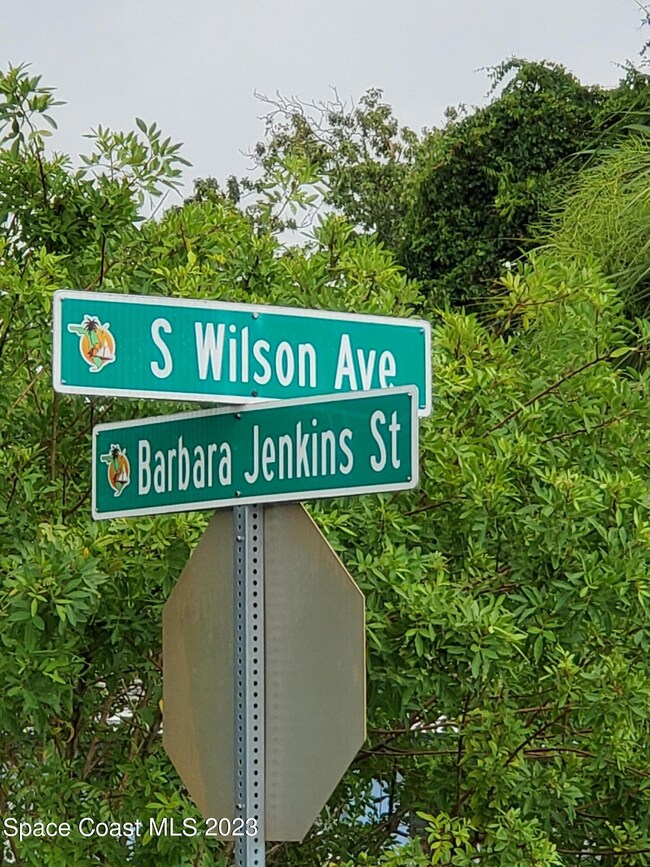 S Wilson Ave
Barbara Jenkins St
Space Coast MLS 2023